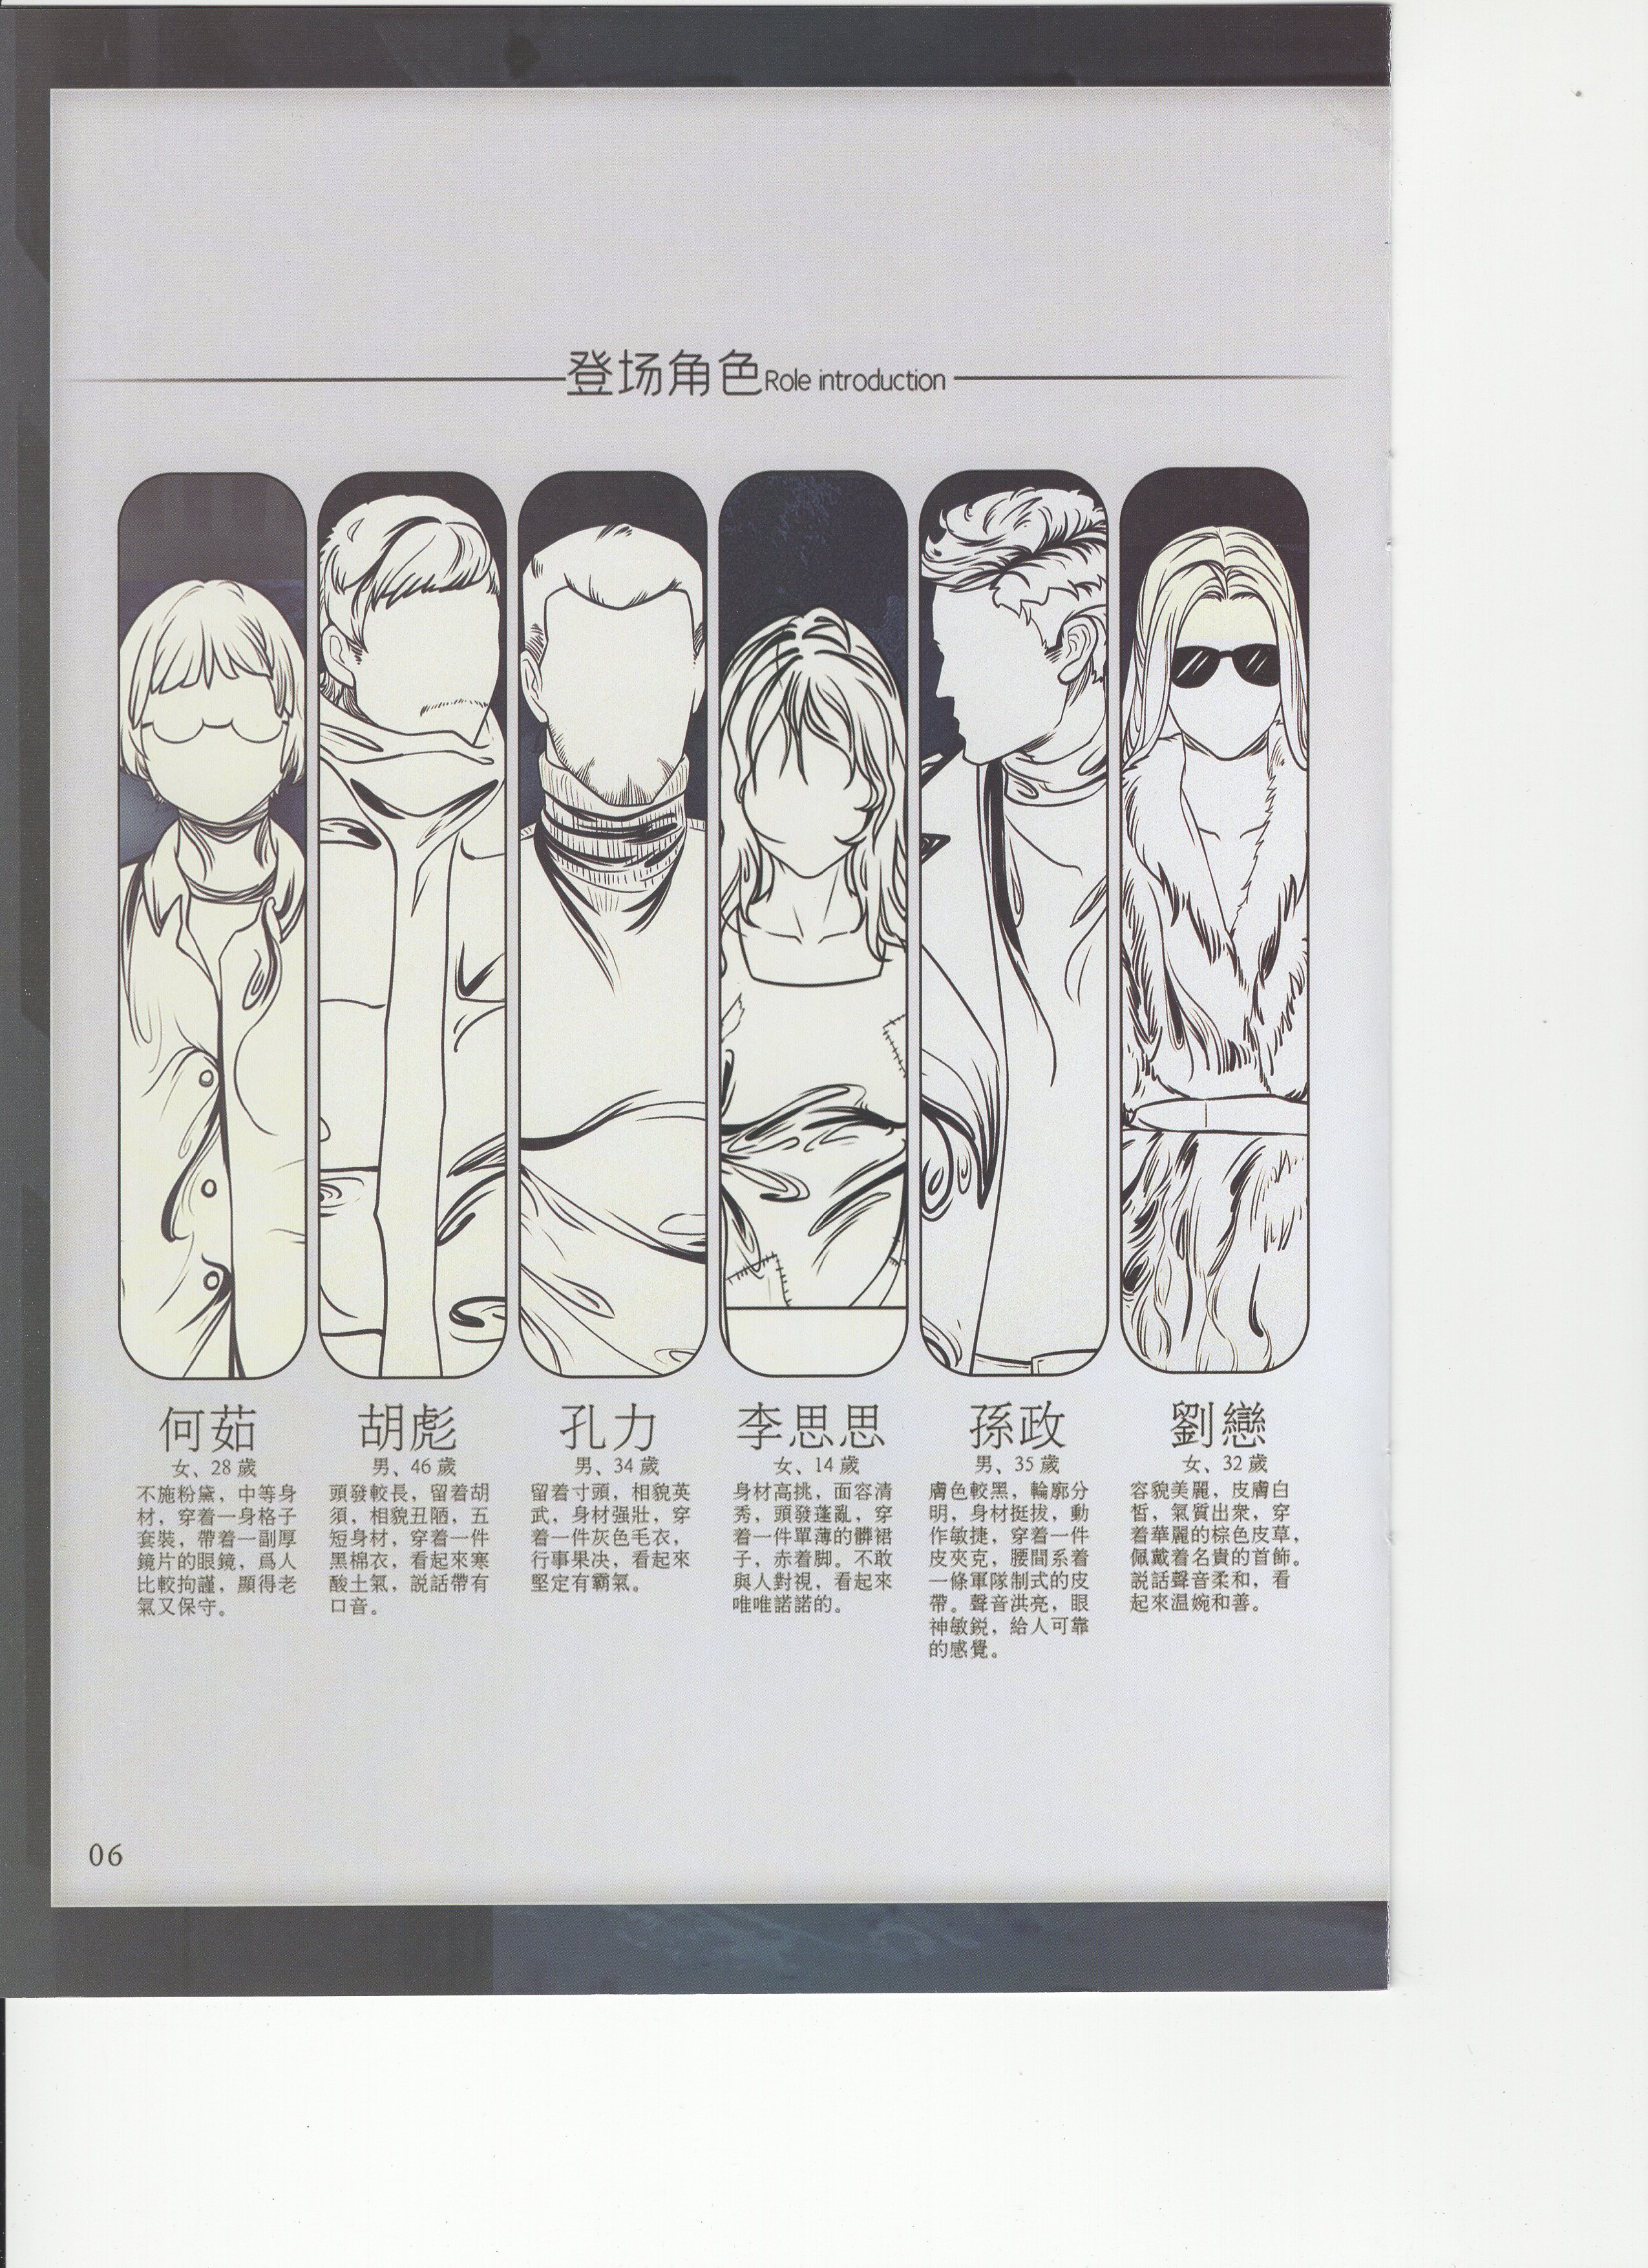 登场角色Role introduction
何茹
女、28 歲
不施粉黛，中等身
材，穿着一身格子
套裝，帶着一副厚
鏡片的眼鏡，爲人
比較拘謹，顯得老
氣又保守。
胡彪
男、46 歲
頭發較長，留着胡
須，相貌丑陋，五
短身材，穿着一件
黑棉衣，看起來寒
酸土氣，説話帶有
口音。
孔力
男、34 歲
留着寸頭，相貌英
武，身材强壯，穿
着一件灰色毛衣，
行事果决，看起來
堅定有霸氣。
李思思
女、14 歲
身材高挑，面容清
秀，頭發蓬亂，穿
着一件單薄的髒裙
子，赤着脚。不敢
與人對視，看起來
唯唯諾諾的。
孫政
男、35 歲
膚色較黑，輪廓分
明，身材挺拔，動
作敏捷，穿着一件
皮夾克，腰間系着
一條軍隊制式的皮
帶。聲音洪亮，眼
神敏鋭，給人可靠
的感覺。
劉戀
女、32 歲
容貌美麗，皮膚白
皙，氣質出衆，穿
着華麗的棕色皮草，
佩戴着名貴的首飾。
説話聲音柔和，看
起來温婉和善。
06